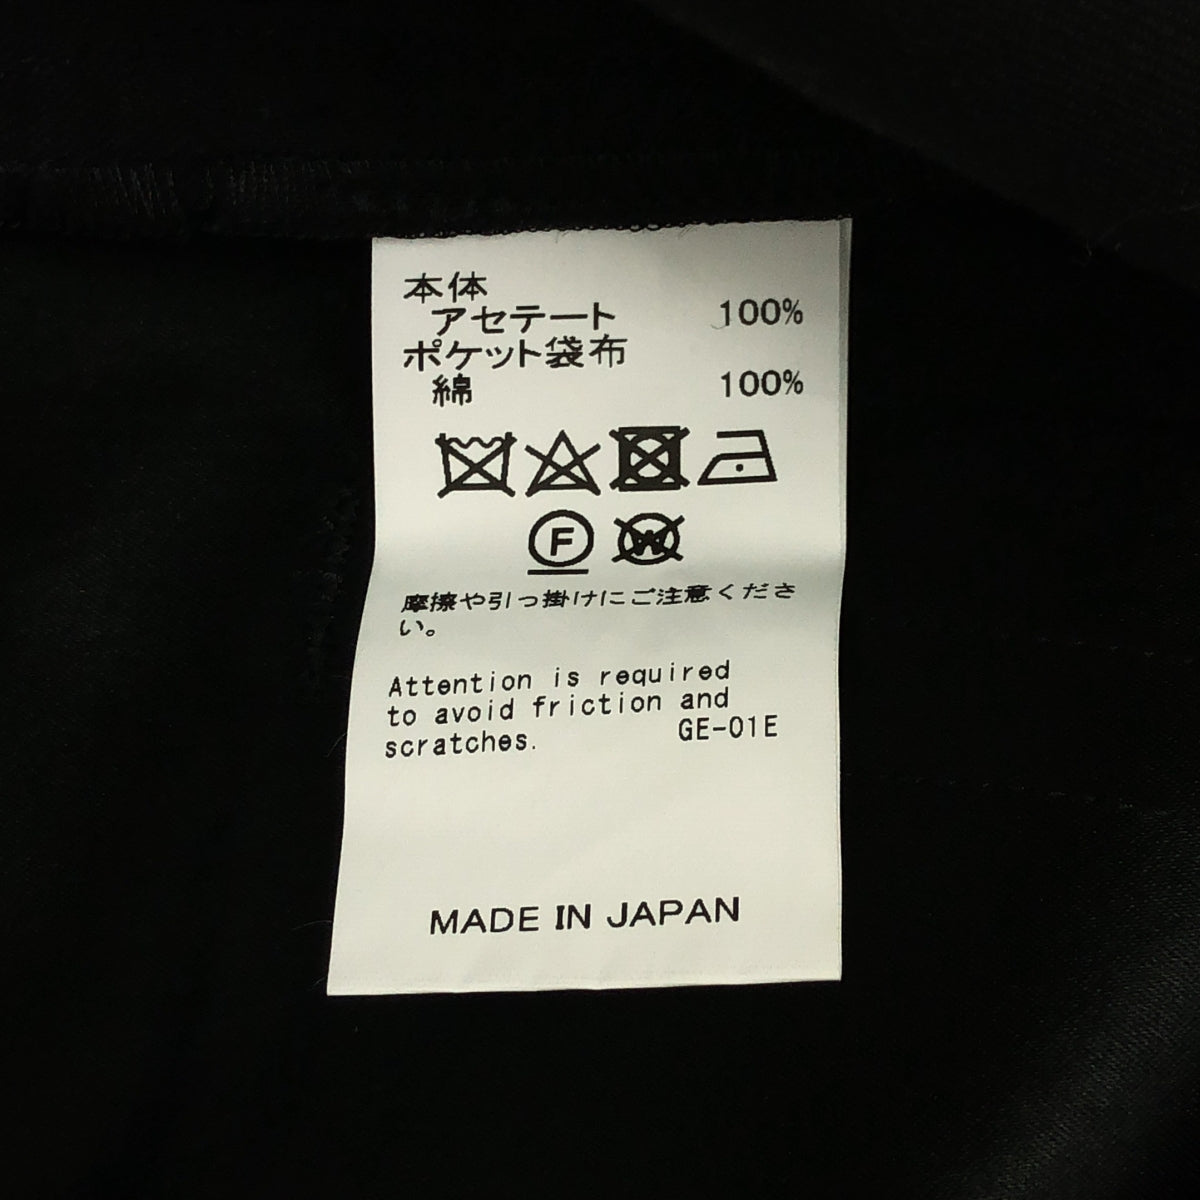 本体
アセテート 100%
ポケット袋布
綿 100%
F W
摩擦や引っ掛けにご注意くださ
い。
Attention is required
to avoid friction and
scratches. GE-01E
MADE IN JAPAN